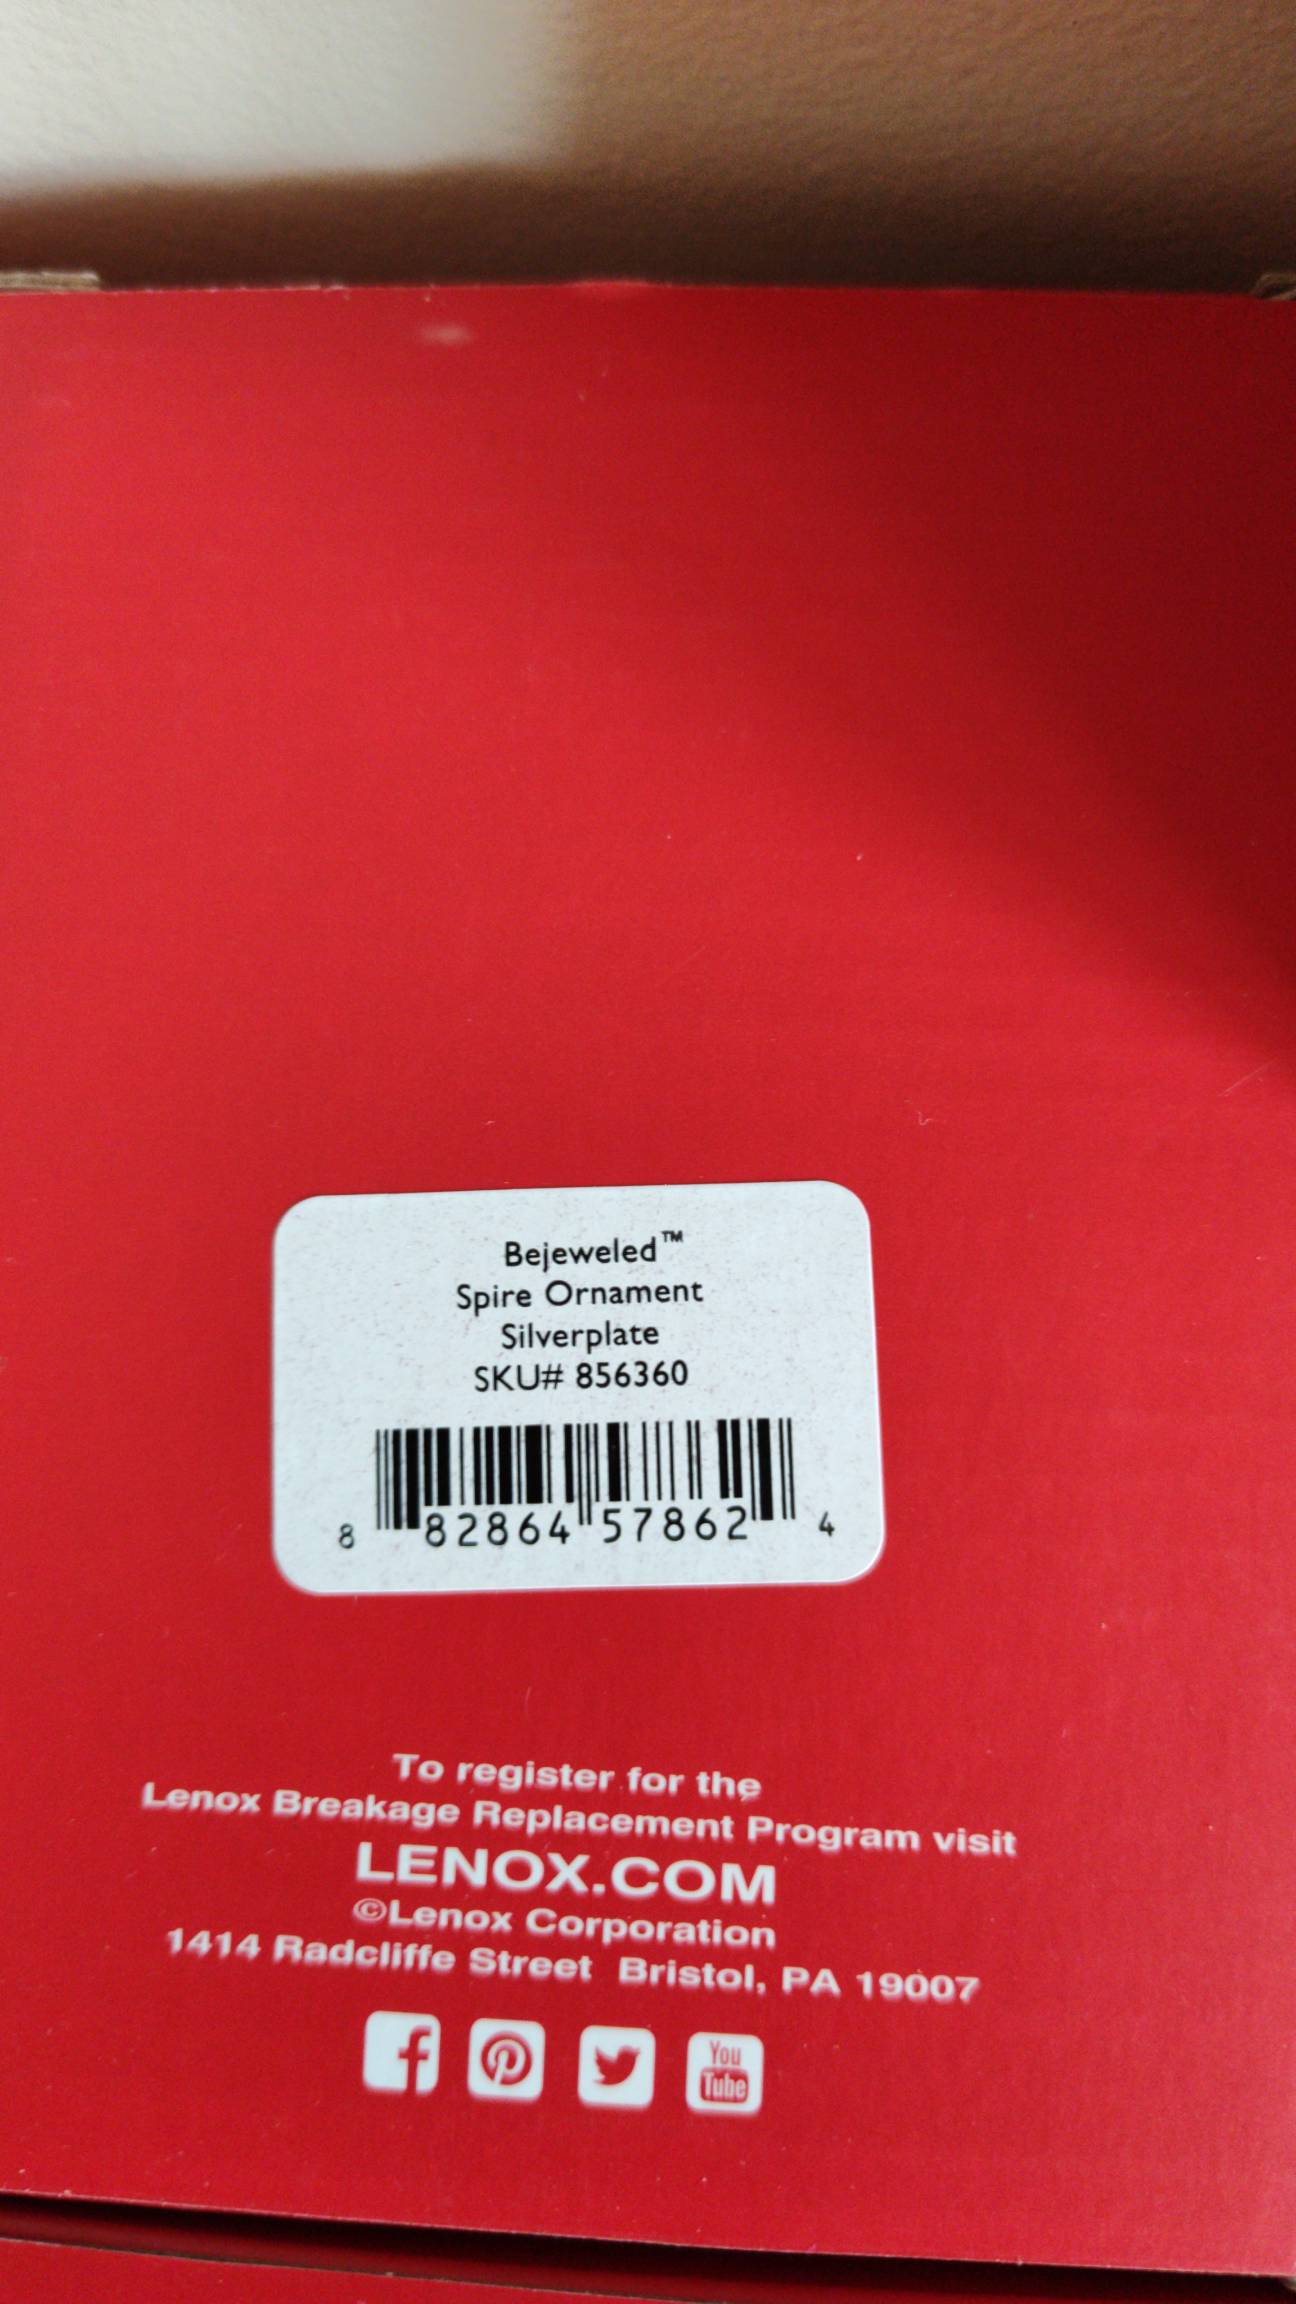 Bejeweled™
Spire Ornament
Silverplate
SKU# 856360
8 82864 57862 4
To register for the
Lenox Breakage Replacement Program visit
LENOX.COM
©Lenox Corporation
1414 Radcliffe Street Bristol, PA 19007
You
Tube